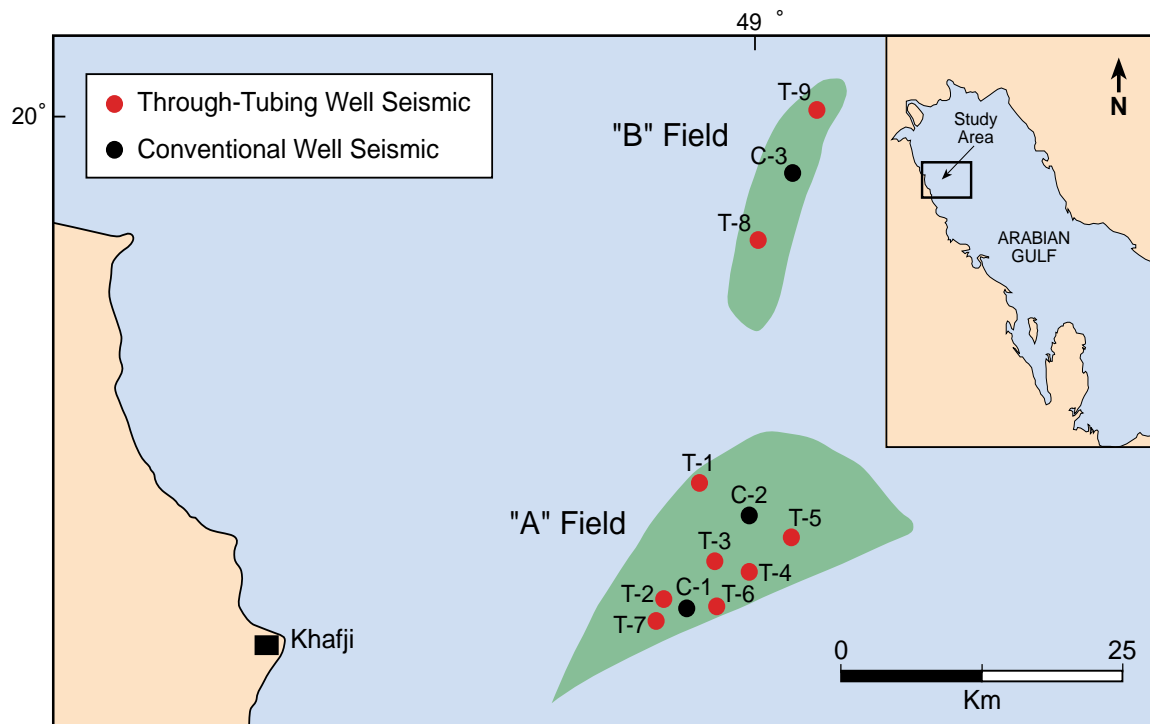 49 °
20°
Through-Tubing Well Seismic
Conventional Well Seismic
"B" Field
T-9
C-3
T-8
N
Study
Area
ARABIAN
GULF
"A" Field
T-1
C-2
T-5
T-3
T-4
T-2
C-1
T-6
T-7
Khafji
0
25
Km